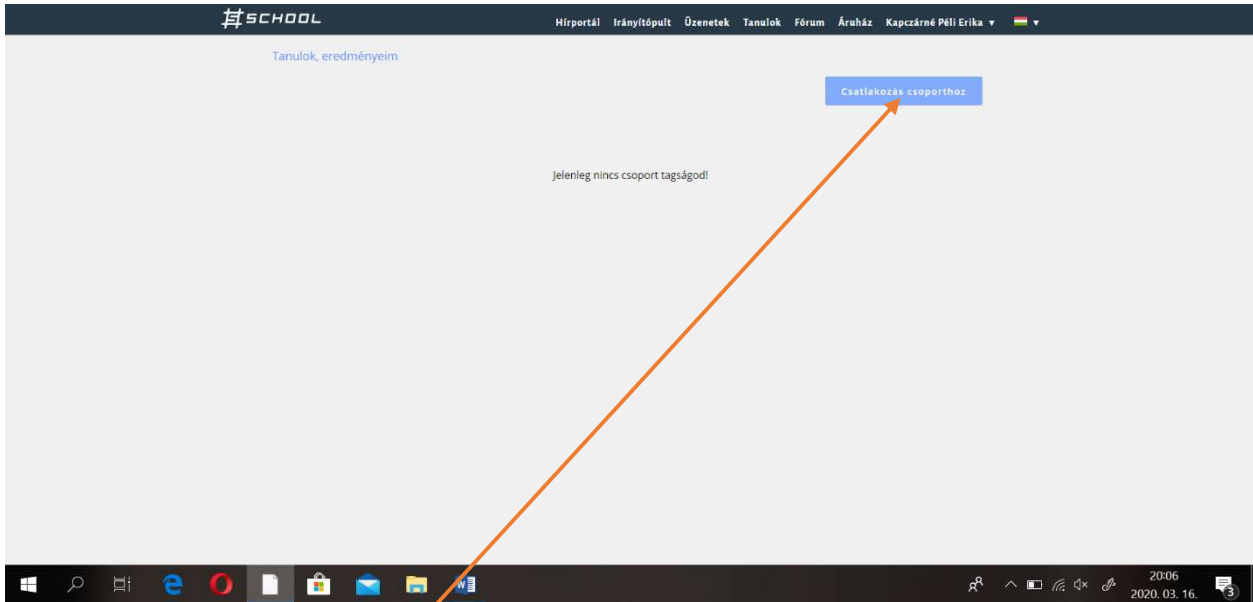 SCHOOL
Hírportál Irányítópult Üzenetek Tanulok Fórum Áruház Kapczárné Péli Erika
Tanulok, eredményeim
Csatlakozás csoporthoz
Jelenleg nincs csoport tagságod!
20:06
2020. 03. 16.
3